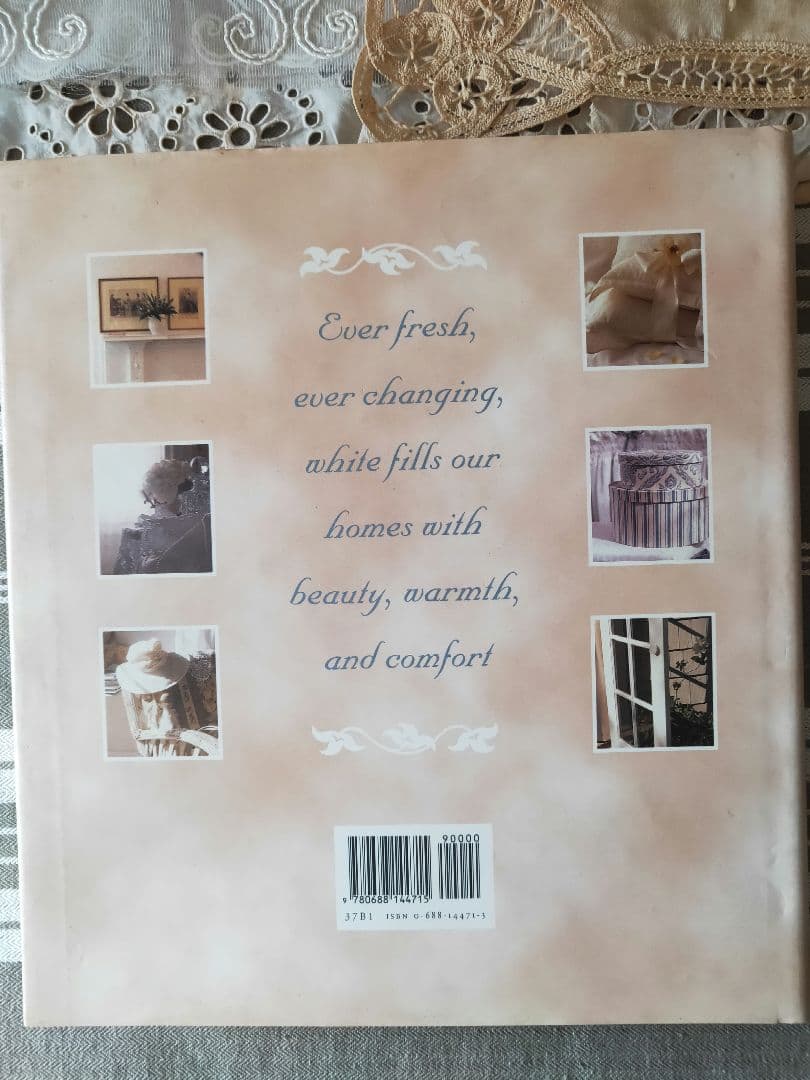 Ever fresh,
ever changing,
white fills our
homes with
beauty, warmth,
and comfort
90000
9 780688 144715
37B1 ISBN 0-688-14471-3